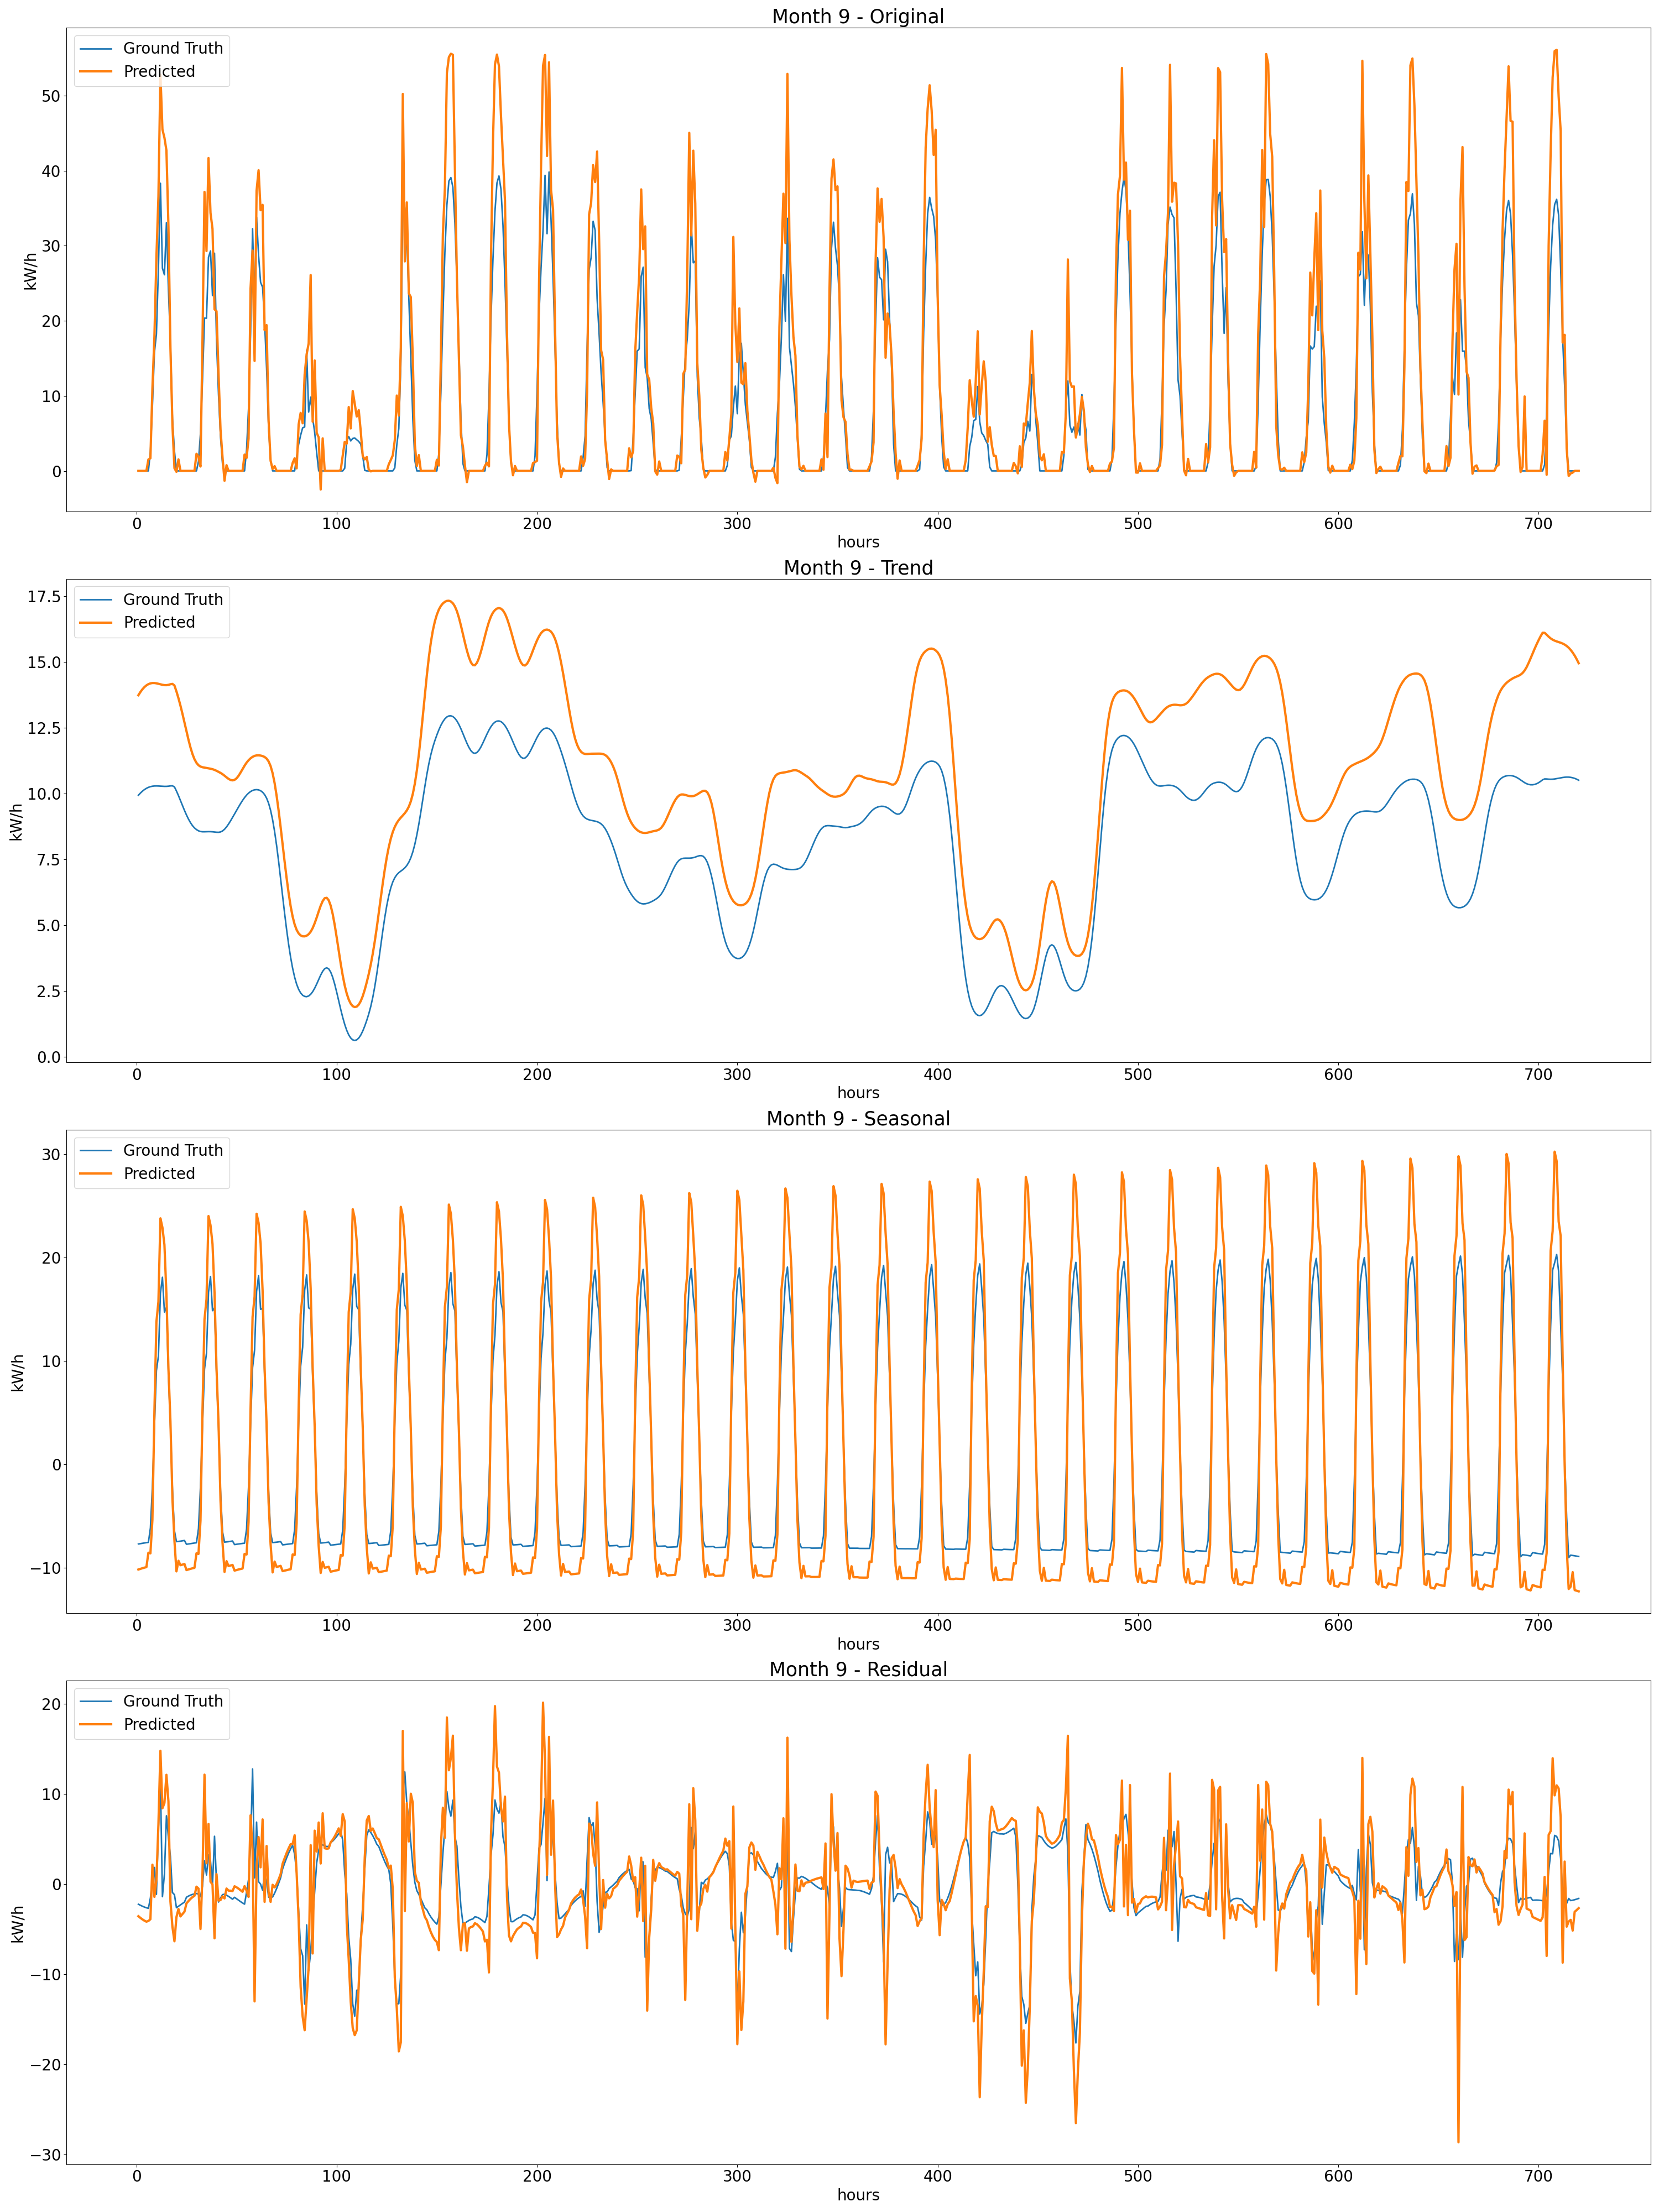 Month 9 - Original
Ground Truth
Predicted
kW/h
50
40
30
20
10
0
0 100 200 300 400 500 600 700
hours
Month 9 - Trend
Ground Truth
Predicted
kW/h
17.5
15.0
12.5
10.0
7.5
5.0
2.5
0.0
0 100 200 300 400 500 600 700
hours
Month 9 - Seasonal
Ground Truth
Predicted
kW/h
30
20
10
0
−10
0 100 200 300 400 500 600 700
hours
Month 9 - Residual
Ground Truth
Predicted
kW/h
20
10
0
−10
−20
−30
0 100 200 300 400 500 600 700
hours